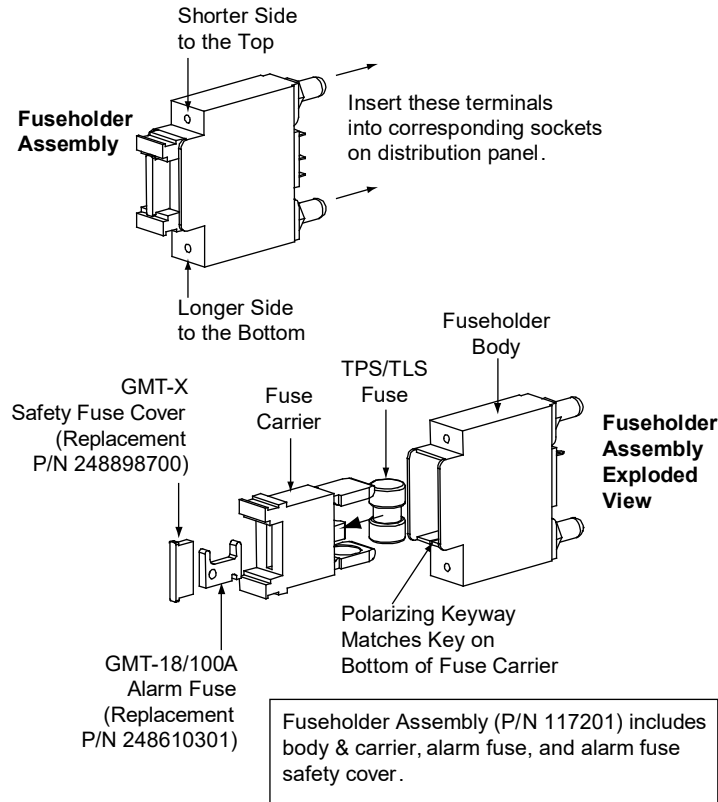 Shorter Side
to the Top
Fuseholder
Assembly
Insert these terminals
into corresponding sockets
on distribution panel.
Longer Side
to the Bottom
Fuseholder
Body
TPS/TLS
Fuse
GMT-X
Safety Fuse Cover
(Replacement
P/N 248898700)
Fuse
Carrier
Fuseholder
Assembly
Exploded
View
Polarizing Keyway
Matches Key on
Bottom of Fuse Carrier
GMT-18/100A
Alarm Fuse
(Replacement
P/N 248610301)
Fuseholder Assembly (P/N 117201) includes
body & carrier, alarm fuse, and alarm fuse
safety cover.